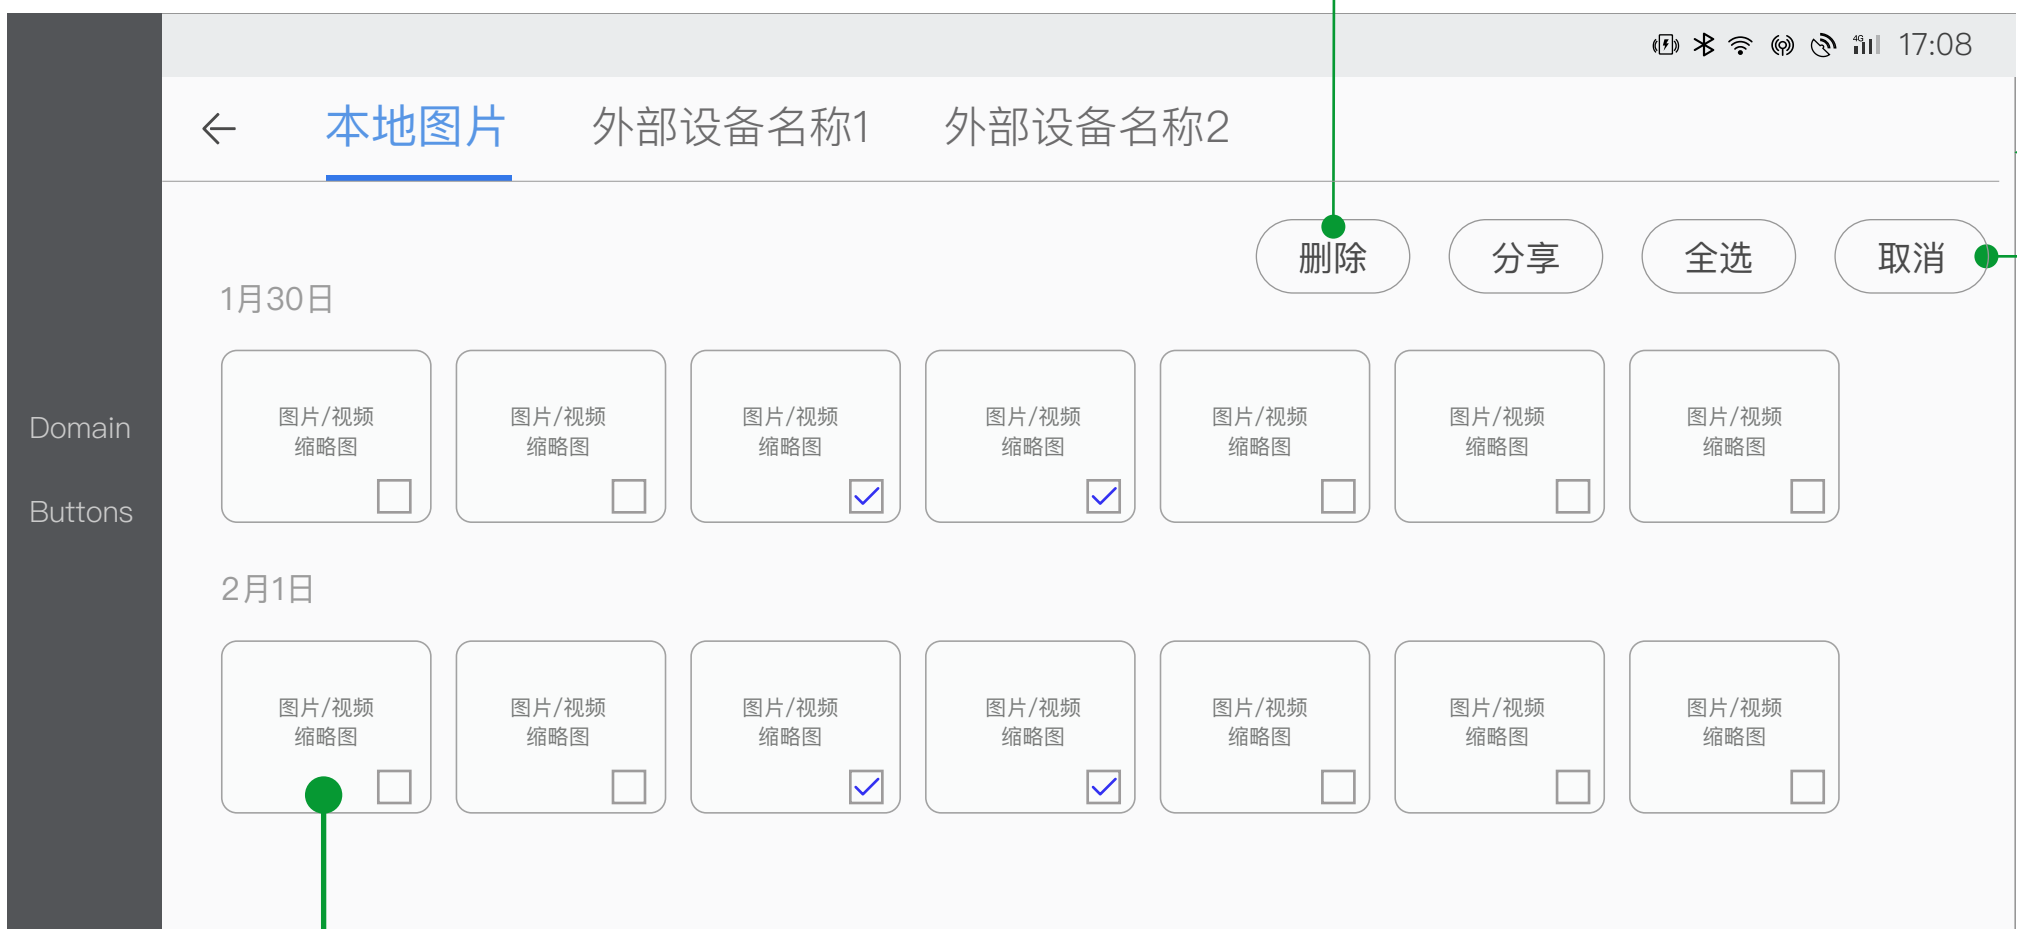 4G 17:08
本地图片 外部设备名称1 外部设备名称2
删除 分享 全选 取消
1月30日
图片/视频 图片/视频 图片/视频 图片/视频 图片/视频 图片/视频 图片/视频
缩略图 缩略图 缩略图 缩略图 缩略图 缩略图 缩略图
Domain
Buttons
2月1日
图片/视频 图片/视频 图片/视频 图片/视频 图片/视频 图片/视频 图片/视频
缩略图 缩略图 缩略图 缩略图 缩略图 缩略图 缩略图